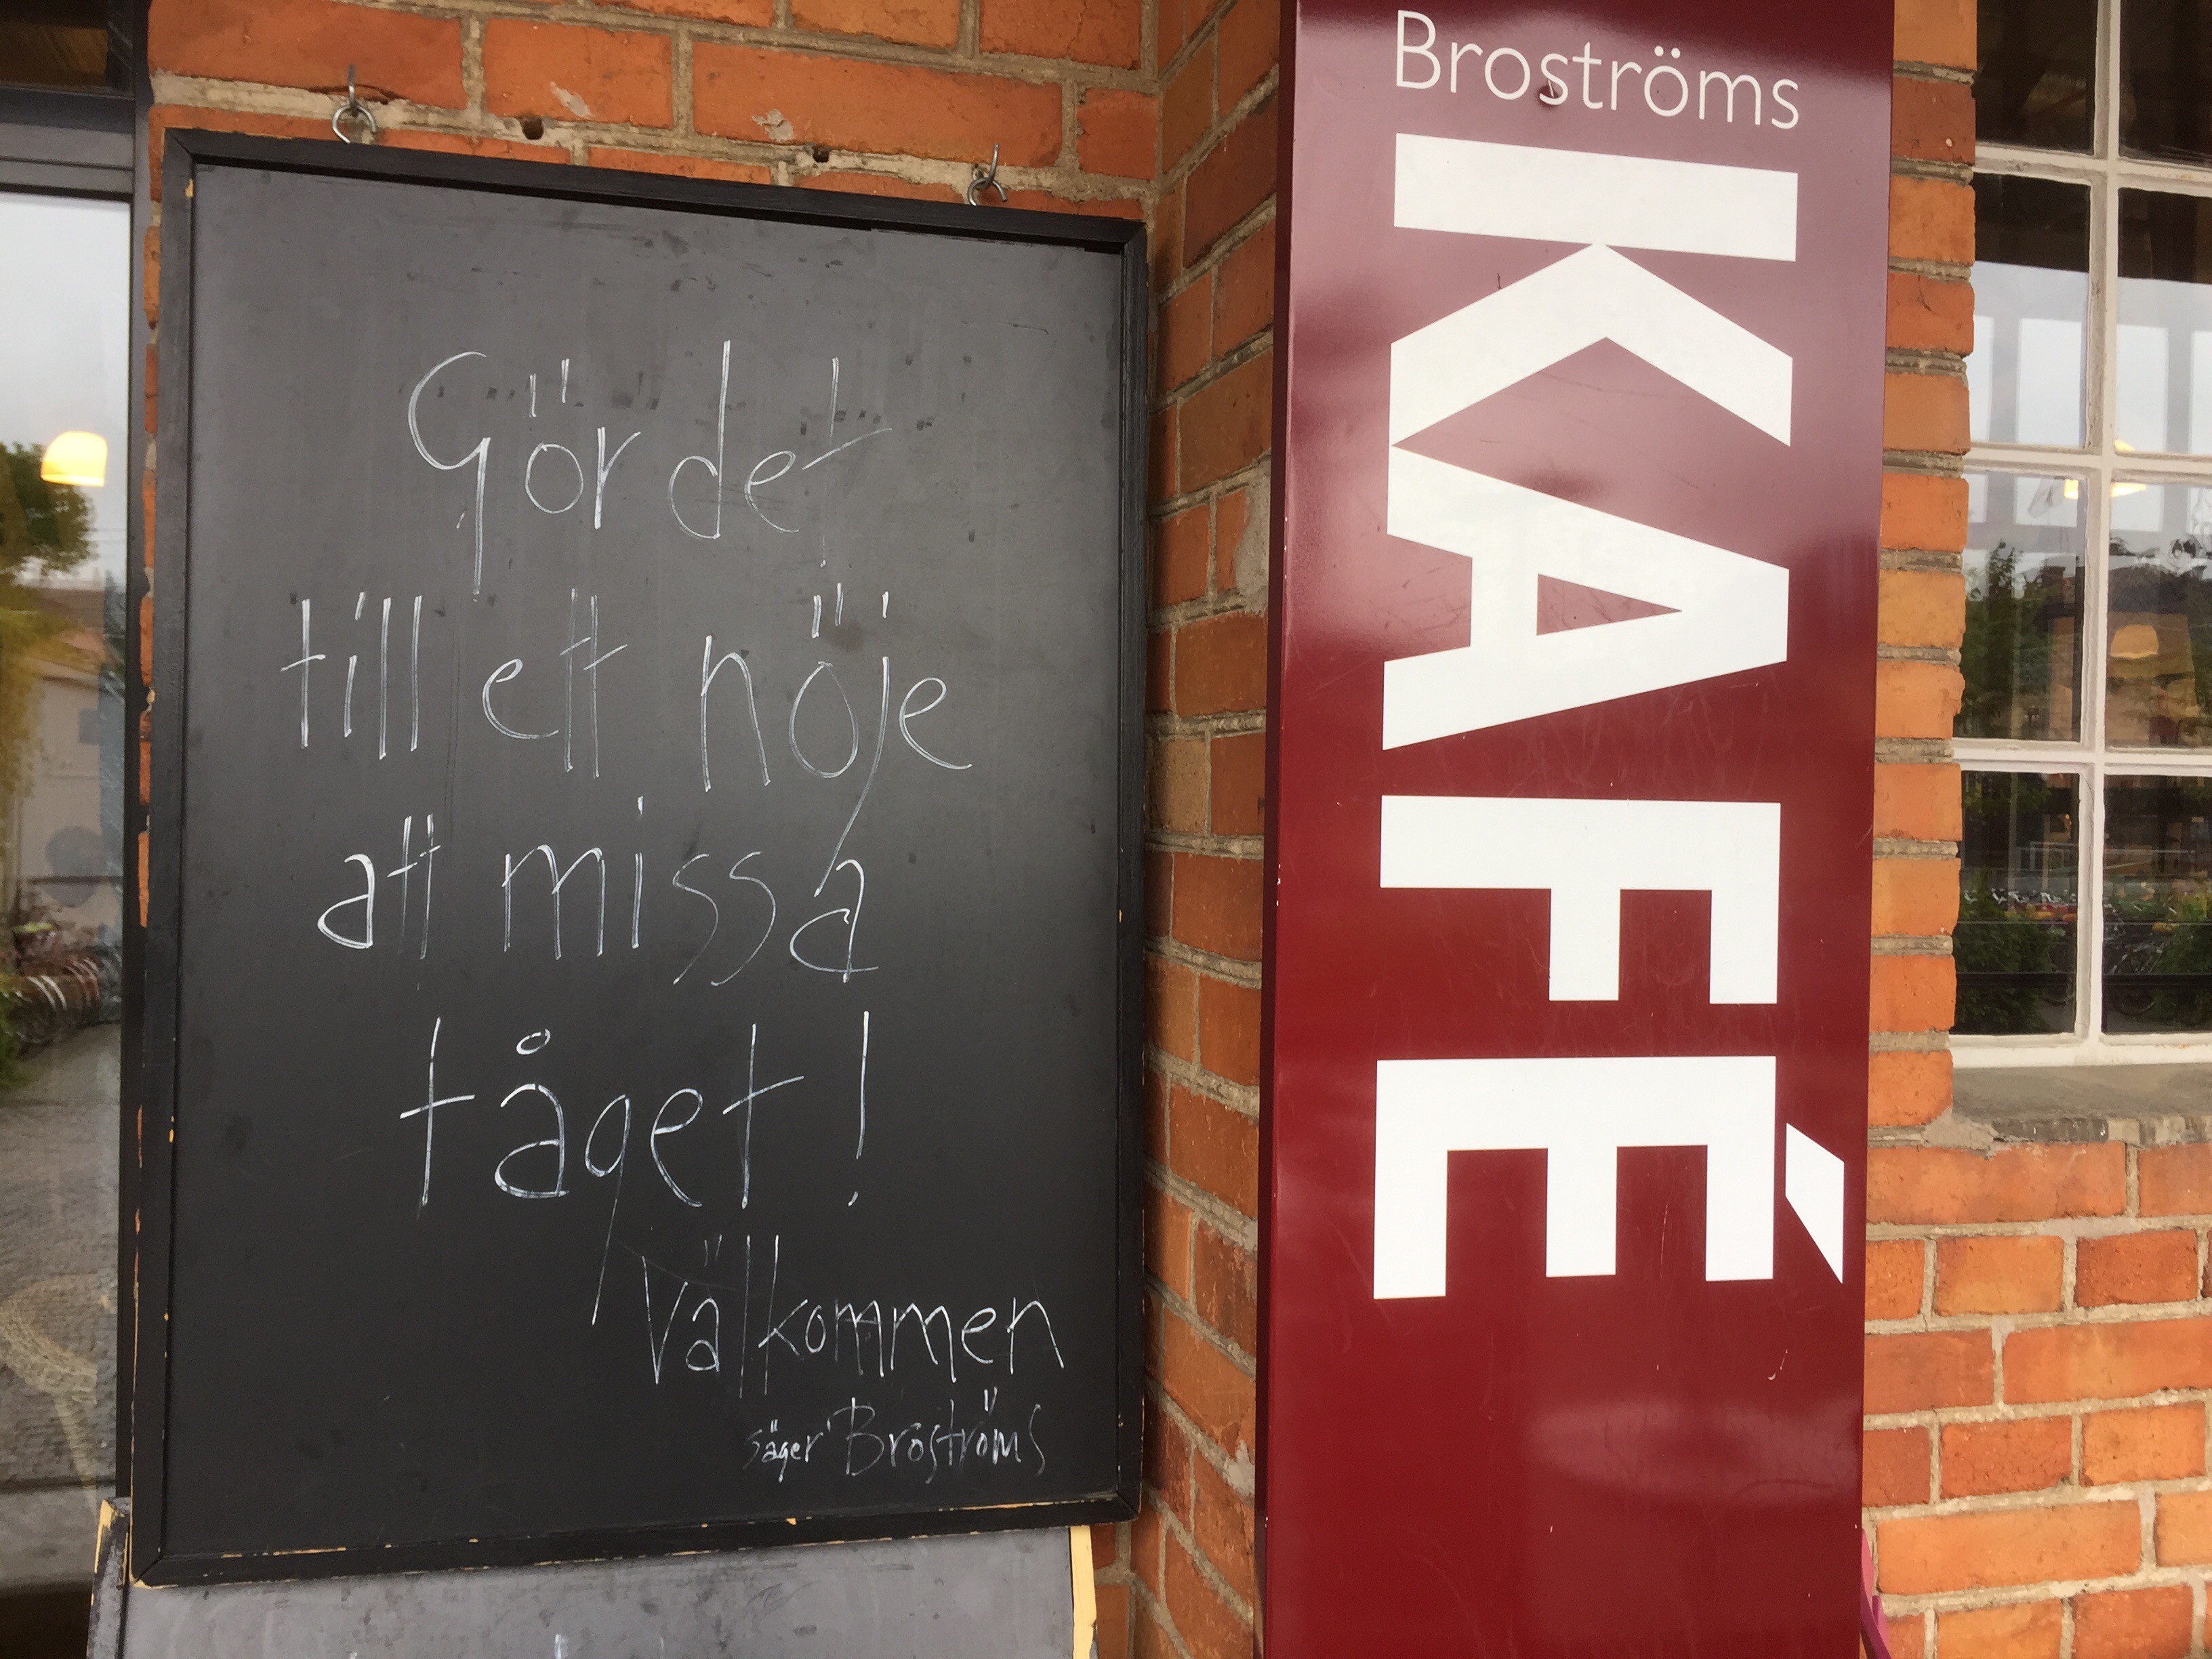 Gör det
till ett nöje
att missa
tåget!
Välkommen
säger Broströms
Broströms
KAFÉ